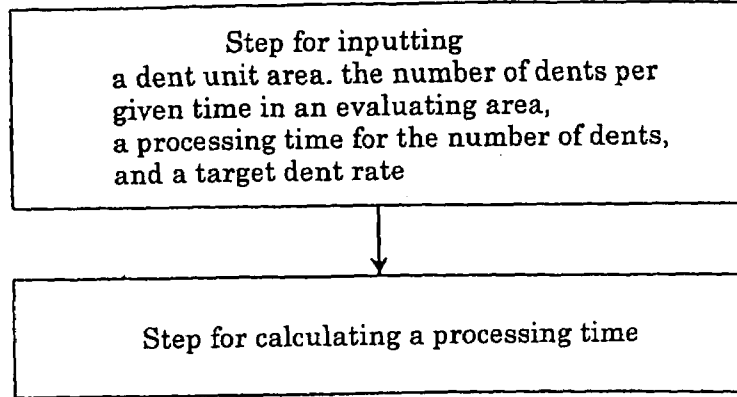 Step for inputting
a dent unit area. the number of dents per
given time in an evaluating area,
a processing time for the number of dents,
and a target dent rate
Step for calculating a processing time